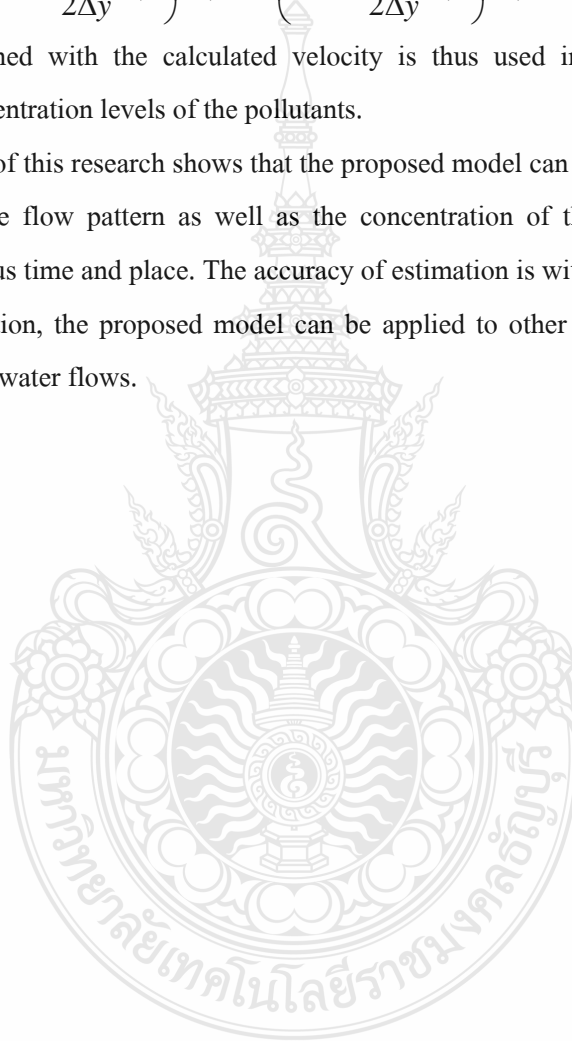 2Δy ) ( 2Δy )
ned with the calculated velocity is thus used in
entration levels of the pollutants.
of this research shows that the proposed model can
e flow pattern as well as the concentration of th
us time and place. The accuracy of estimation is wit
tion, the proposed model can be applied to other
water flows.
มหาวิทยาลัยเทคโนโลยีราชมงคลธัญบุรี